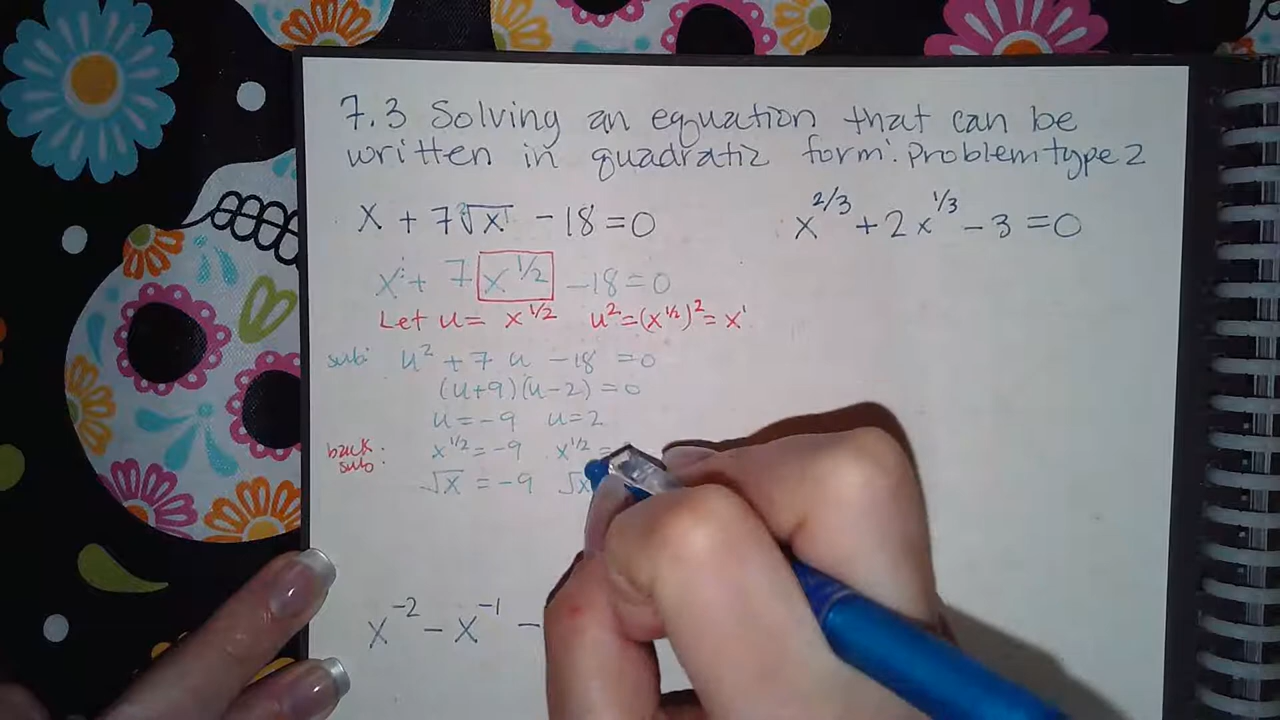 7.3 Solving an equation that can be
written in quadratic form: Problem type 2
x + 7√x - 18 = 0
x¹ + 7 x^1/2 - 18 = 0
Let u = x^1/2 u² = (x^1/2)² = x¹
sub: u² + 7 u - 18 = 0
(u+9)(u-2) = 0
u = -9 u = 2
back sub: x^1/2 = -9 x^1/2 =
√x = -9 √x
x^-2 - x^-1 -
x^2/3 + 2x^1/3 - 3 = 0